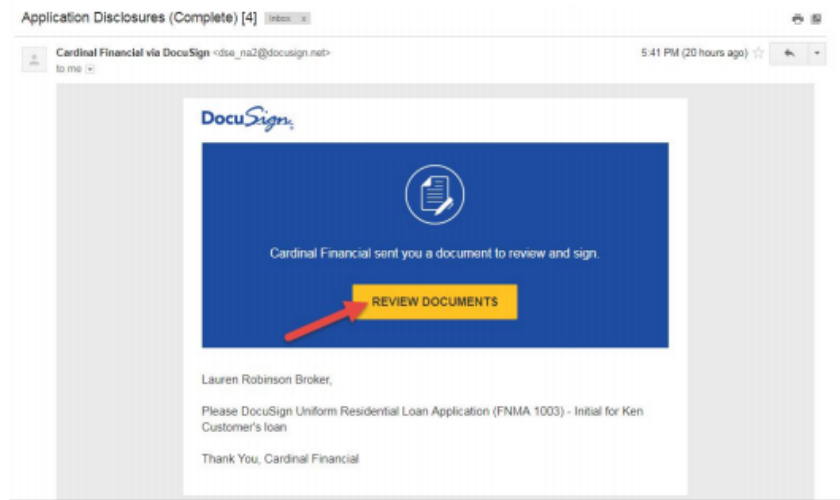 Application Disclosures (Complete) [4] Inbox x
Cardinal Financial via DocuSign <dse_na2@docusign.net> 5:41 PM (20 hours ago)
to me
DocuSign
Cardinal Financial sent you a document to review and sign.
REVIEW DOCUMENTS
Lauren Robinson Broker,
Please DocuSign Uniform Residential Loan Application (FNMA 1003) - Initial for Ken
Customer's loan
Thank You, Cardinal Financial